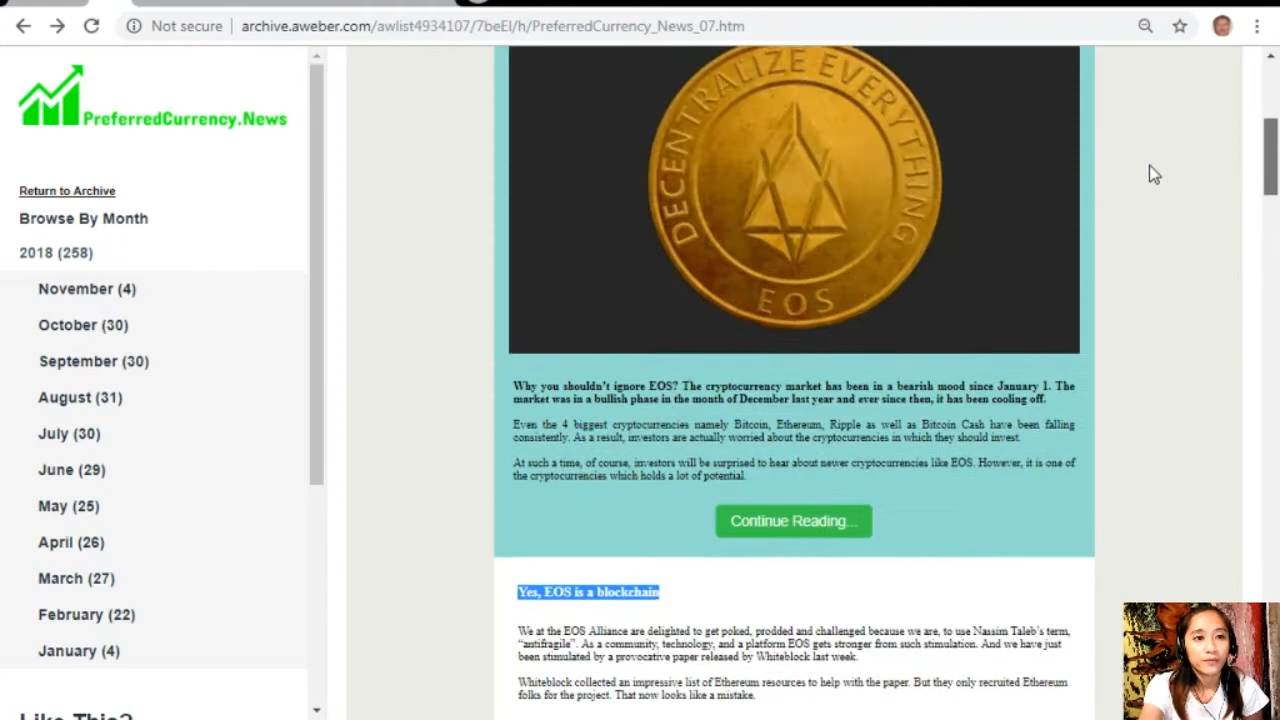 Not secure
archive.aweber.com/awlist4934107/7beEI/h/PreferredCurrency_News_07.htm
PreferredCurrency.News
Return to Archive
Browse By Month
2018 (258)
November (4)
October (30)
September (30)
August (31)
July (30)
June (29)
May (25)
April (26)
March (27)
February (22)
January (4)
Like This?
DECENTRALIZE EVERYTHING
EOS
Why you shouldn't ignore EOS? The cryptocurrency market has been in a bearish mood since January 1. The
market was in a bullish phase in the month of December last year and ever since then, it has been cooling off.
Even the 4 biggest cryptocurrencies namely Bitcoin, Ethereum, Ripple as well as Bitcoin Cash have been falling
consistently. As a result, investors are actually worried about the cryptocurrencies in which they should invest.
At such a time, of course, investors will be surprised to hear about newer cryptocurrencies like EOS. However, it is one of
the cryptocurrencies which holds a lot of potential.
Continue Reading...
Yes, EOS is a blockchain
We at the EOS Alliance are delighted to get poked, prodded and challenged because we are, to use Nassim Taleb's term,
"antifragile". As a community, technology, and a platform EOS gets stronger from such stimulation. And we have just
been stimulated by a provocative paper released by Whiteblock last week.
Whiteblock collected an impressive list of Ethereum resources to help with the paper. But they only recruited Ethereum
folks for the project. That now looks like a mistake.